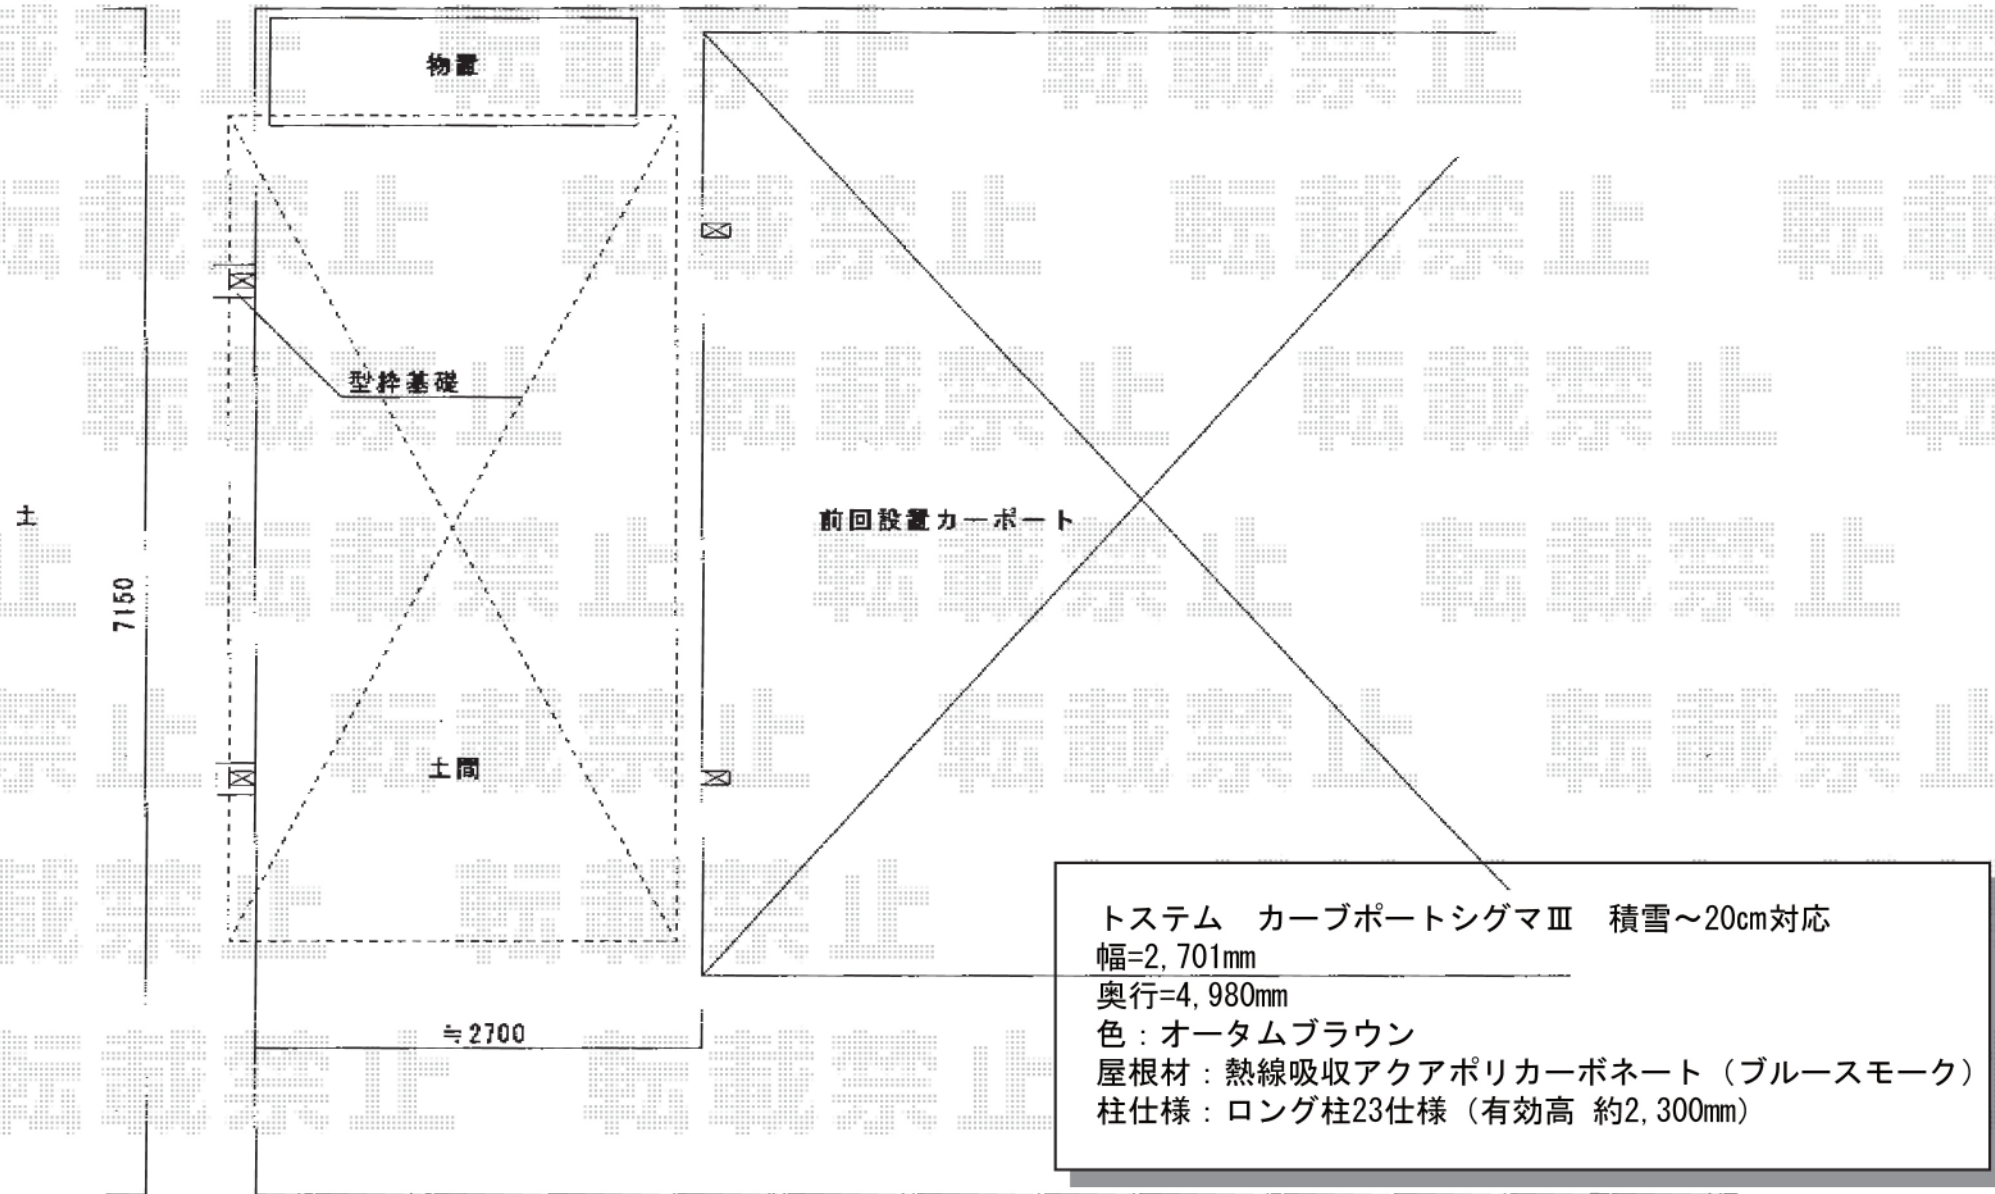 物置
型枠基礎
土
前回設置カーポート
7150
土間
≒2700
トステム　カーブポートシグマⅢ　積雪～20cm対応
幅=2,701mm
奥行=4,980mm
色：オータムブラウン
屋根材：熱線吸収アクアポリカーボネート（ブルースモーク）
柱仕様：ロング柱23仕様（有効高 約2,300mm）
転載禁止